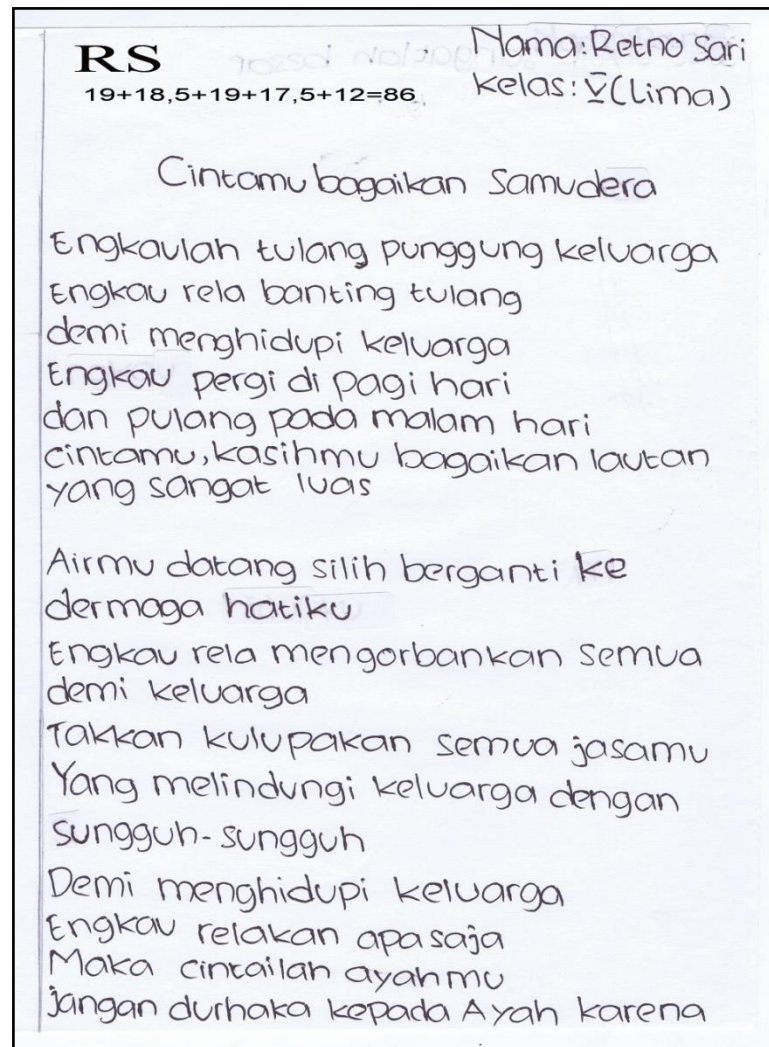 RS
19+18,5+19+17,5+12=86
Nama: Retno Sari
kelas: V (Lima)
Cintamu bagaikan Samudera
Engkaulah tulang punggung keluarga
Engkau rela banting tulang
demi menghidupi keluarga
Engkau pergi di pagi hari
dan pulang pada malam hari
cintamu, kasihmu bagaikan lautan
yang sangat luas
Airmu datang silih berganti ke
dermaga hatiku
Engkau rela mengorbankan semua
demi keluarga
Takkan kulupakan semua jasamu
Yang melindungi keluarga dengan
sungguh-sungguh
Demi menghidupi keluarga
Engkau relakan apa saja
Maka cintailah ayahmu
jangan durhaka kepada Ayah karena